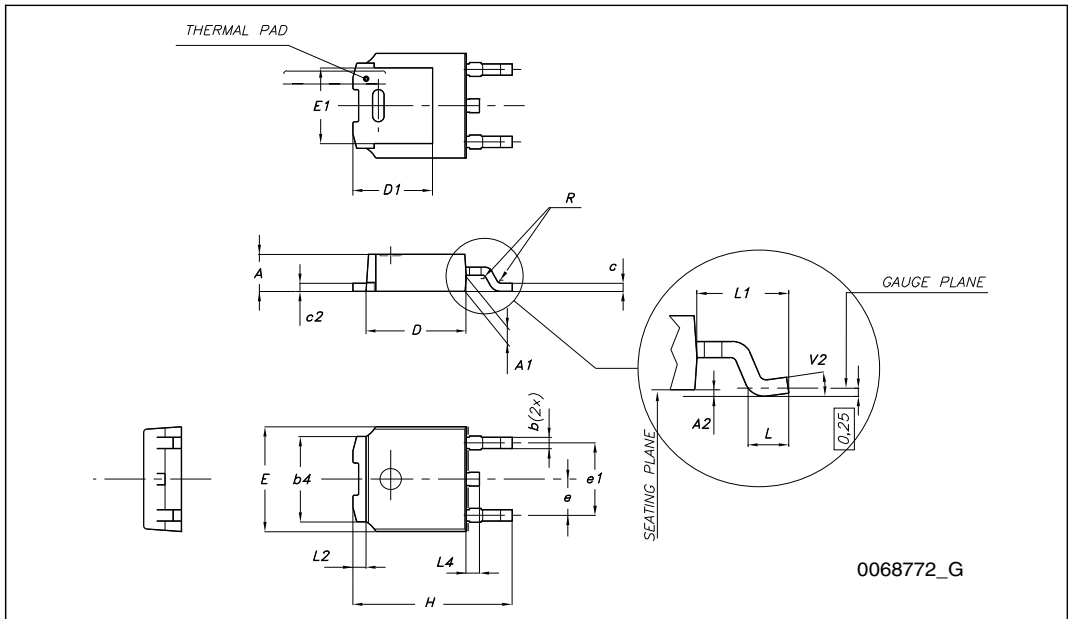 THERMAL PAD
E1
D1
R
A
c
c2
D
A1
GAUGE PLANE
L1
V2
A2
L
0,25
SEATING PLANE
b(2x)
E
b4
e
e1
L2
L4
H
0068772_G